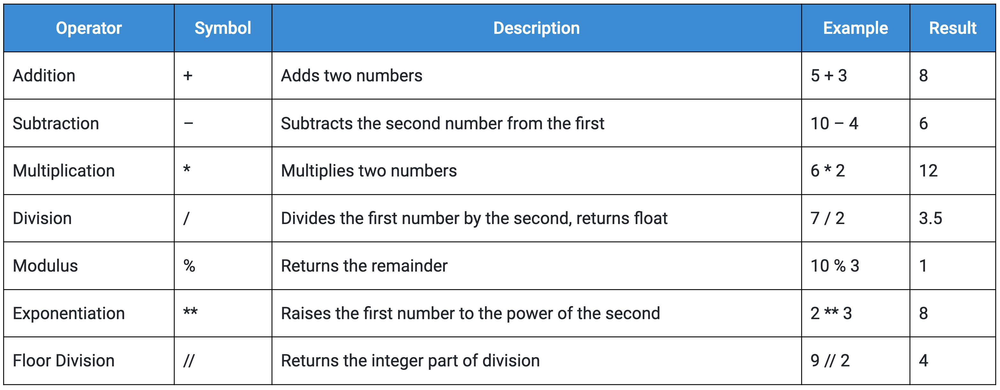 Operator Symbol Description Example Result
Addition + Adds two numbers 5 + 3 8
Subtraction – Subtracts the second number from the first 10 – 4 6
Multiplication * Multiplies two numbers 6 * 2 12
Division / Divides the first number by the second, returns float 7 / 2 3.5
Modulus % Returns the remainder 10 % 3 1
Exponentiation ** Raises the first number to the power of the second 2 ** 3 8
Floor Division // Returns the integer part of division 9 // 2 4